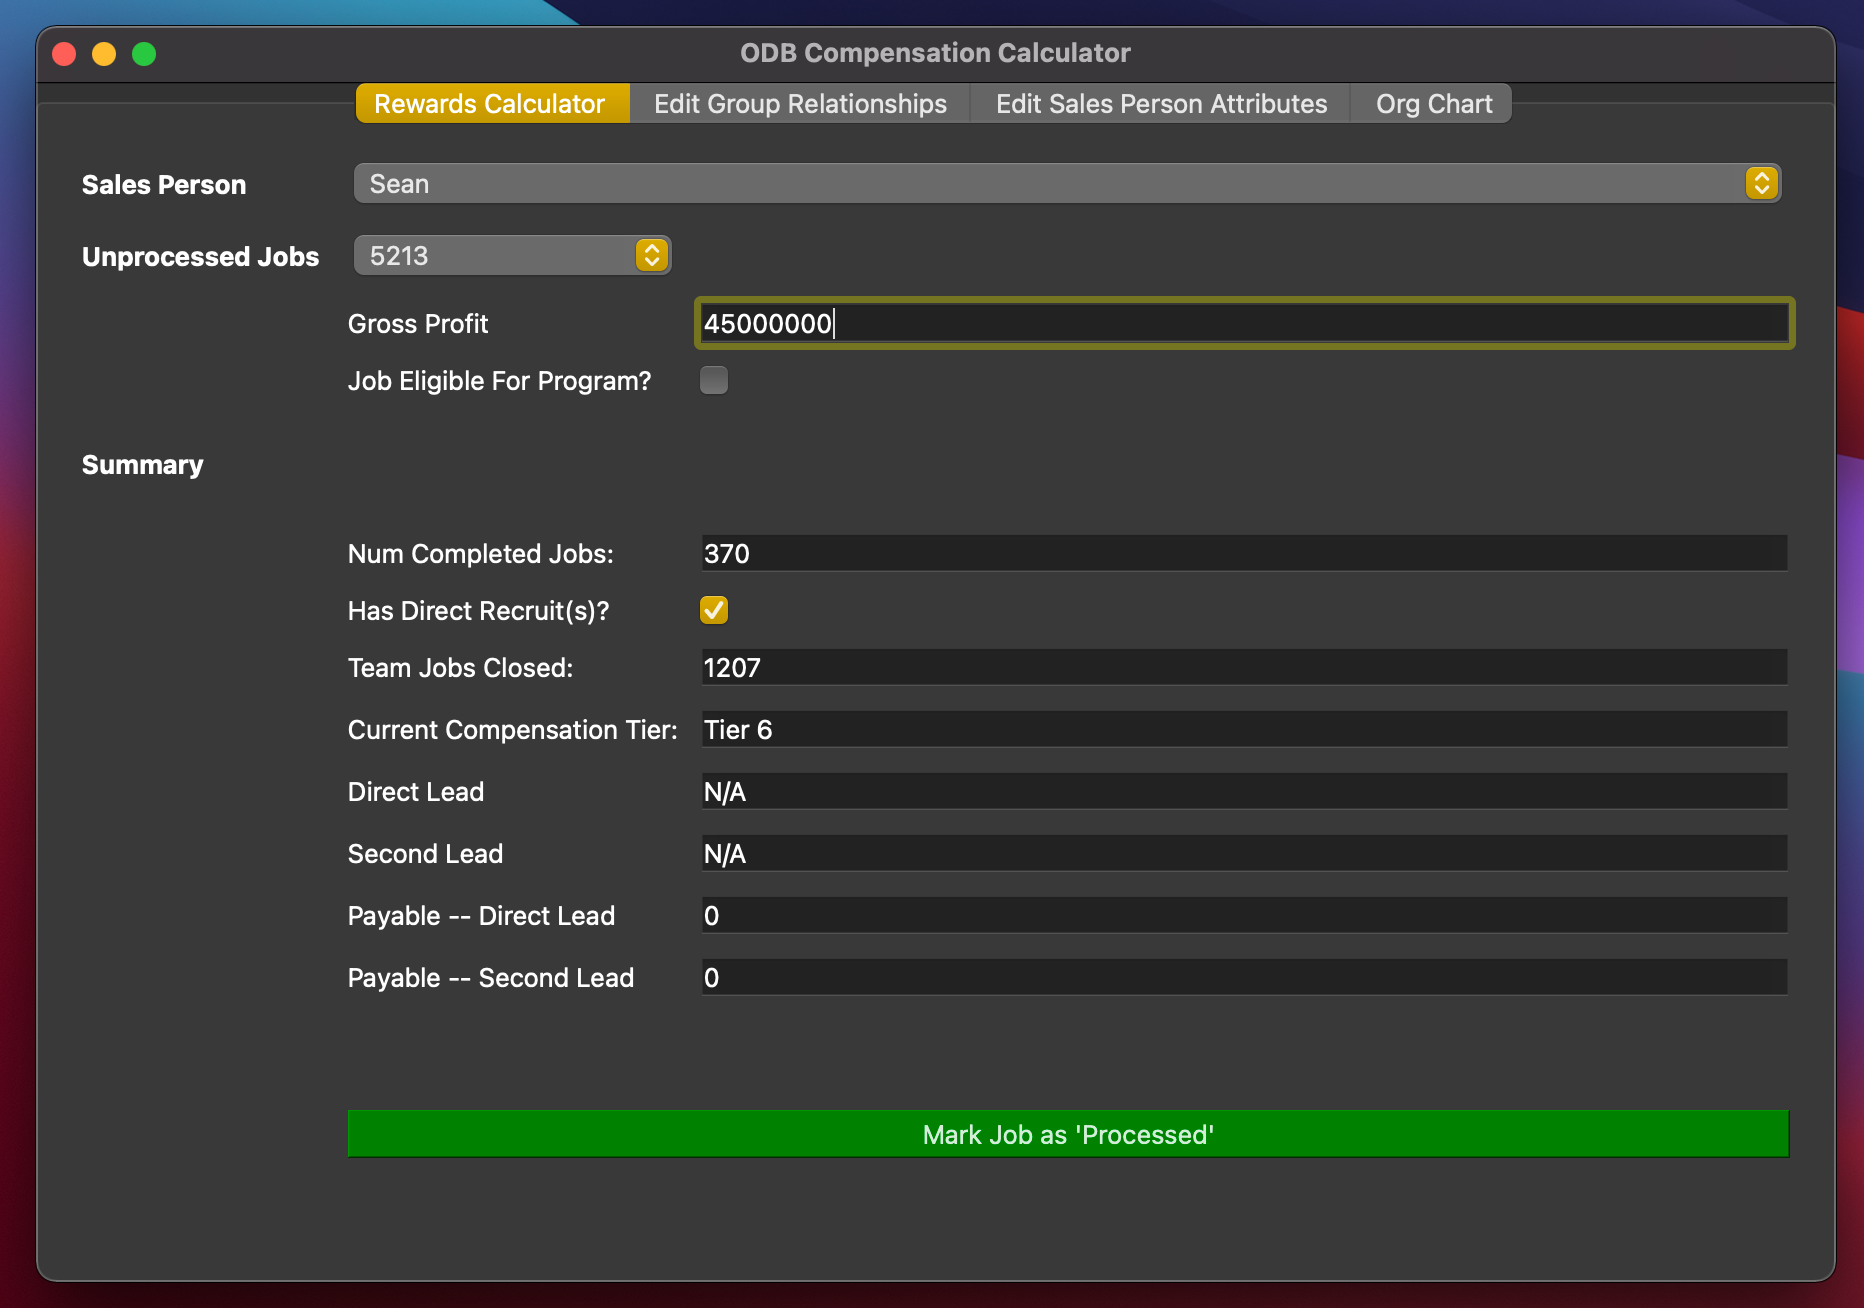 ODB Compensation Calculator
Rewards Calculator Edit Group Relationships Edit Sales Person Attributes Org Chart
Sales Person Sean
Unprocessed Jobs 5213
Gross Profit 45000000
Job Eligible For Program?
Summary
Num Completed Jobs: 370
Has Direct Recruit(s)?
Team Jobs Closed: 1207
Current Compensation Tier: Tier 6
Direct Lead N/A
Second Lead N/A
Payable -- Direct Lead 0
Payable -- Second Lead 0
Mark Job as 'Processed'